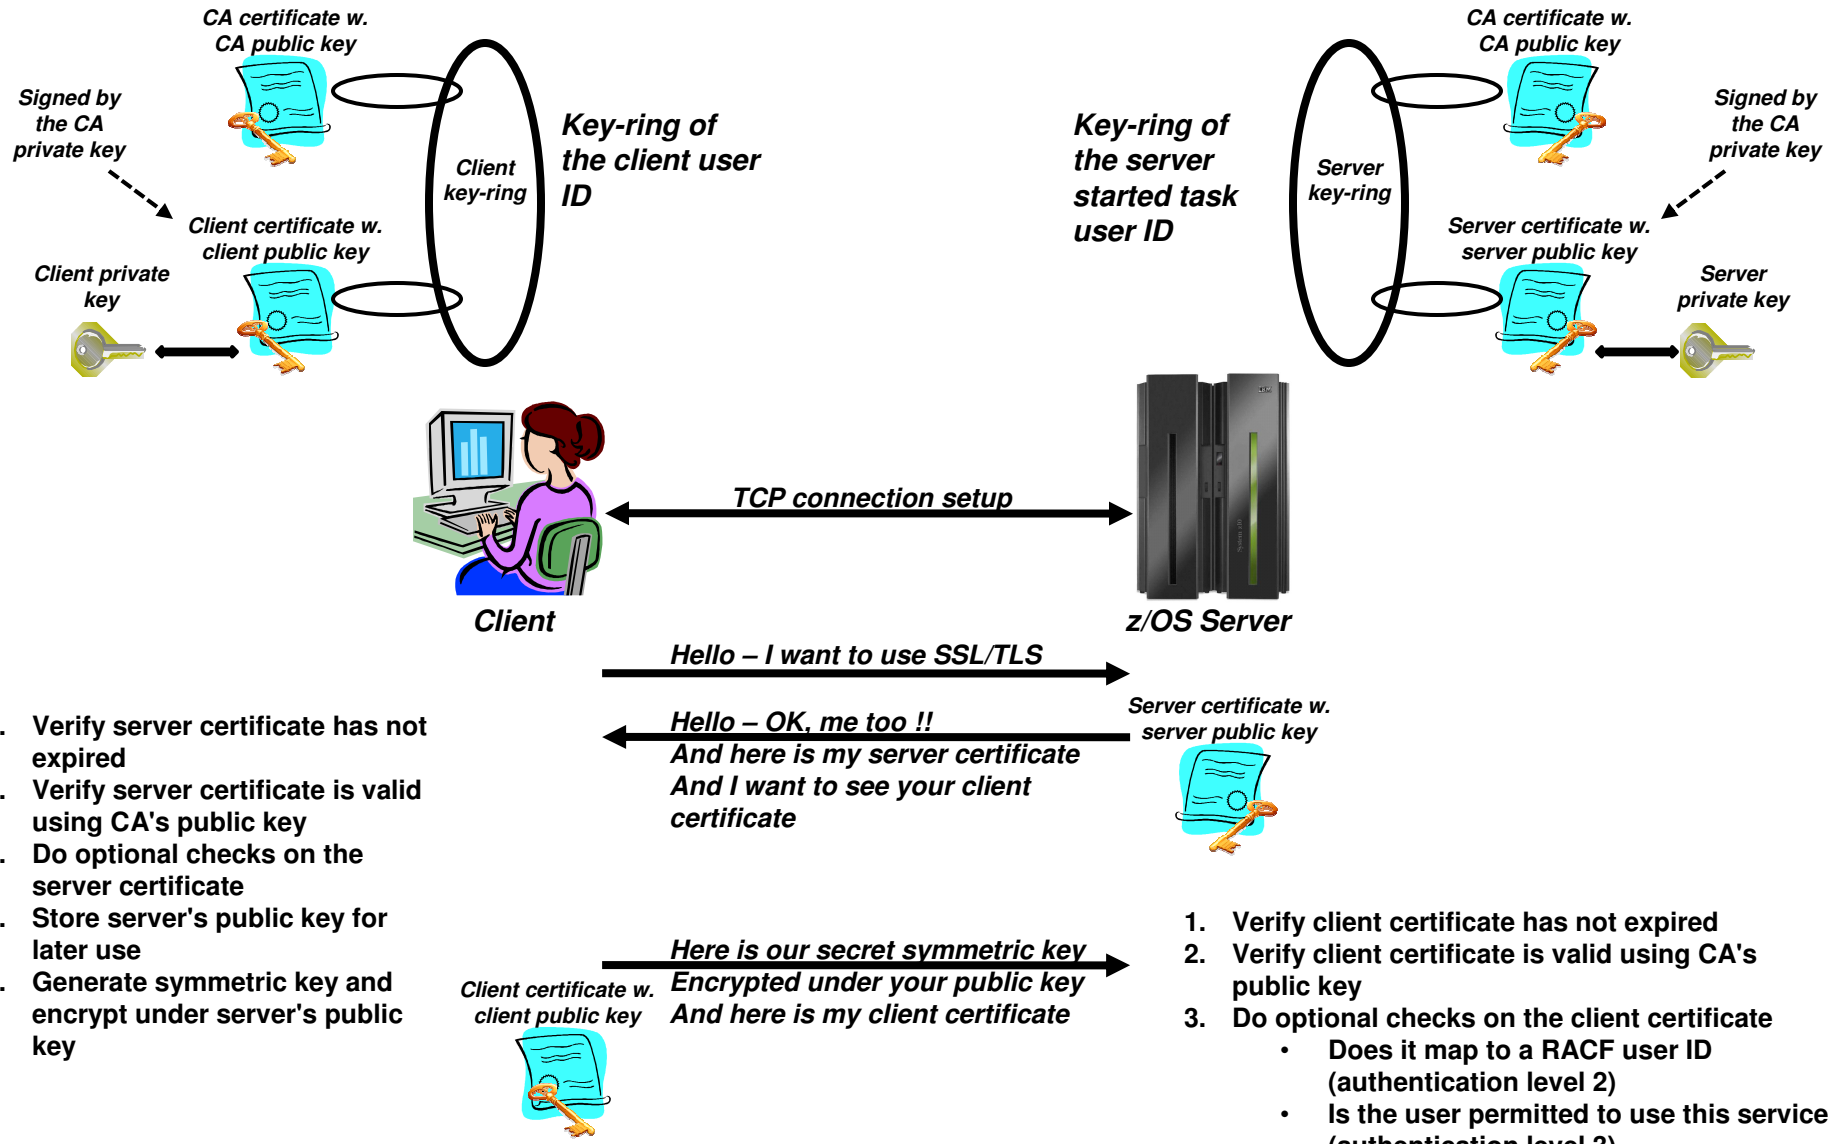 CA certificate w.
CA public key
Signed by
the CA
private key
Client
key-ring
Key-ring of
the client user
ID
Client certificate w.
client public key
Client private
key
CA certificate w.
CA public key
Signed by
the CA
private key
Key-ring of
the server
started task
user ID
Server
key-ring
Server certificate w.
server public key
Server
private key
TCP connection setup
Client
z/OS Server
Hello – I want to use SSL/TLS
Hello – OK, me too !!
And here is my server certificate
And I want to see your client
certificate
Server certificate w.
server public key
. Verify server certificate has not
expired
. Verify server certificate is valid
using CA's public key
. Do optional checks on the
server certificate
. Store server's public key for
later use
. Generate symmetric key and
encrypt under server's public
key
Here is our secret symmetric key
Encrypted under your public key
And here is my client certificate
Client certificate w.
client public key
1. Verify client certificate has not expired
2. Verify client certificate is valid using CA's
public key
3. Do optional checks on the client certificate
• Does it map to a RACF user ID
(authentication level 2)
• Is the user permitted to use this service
(authentication level 3)